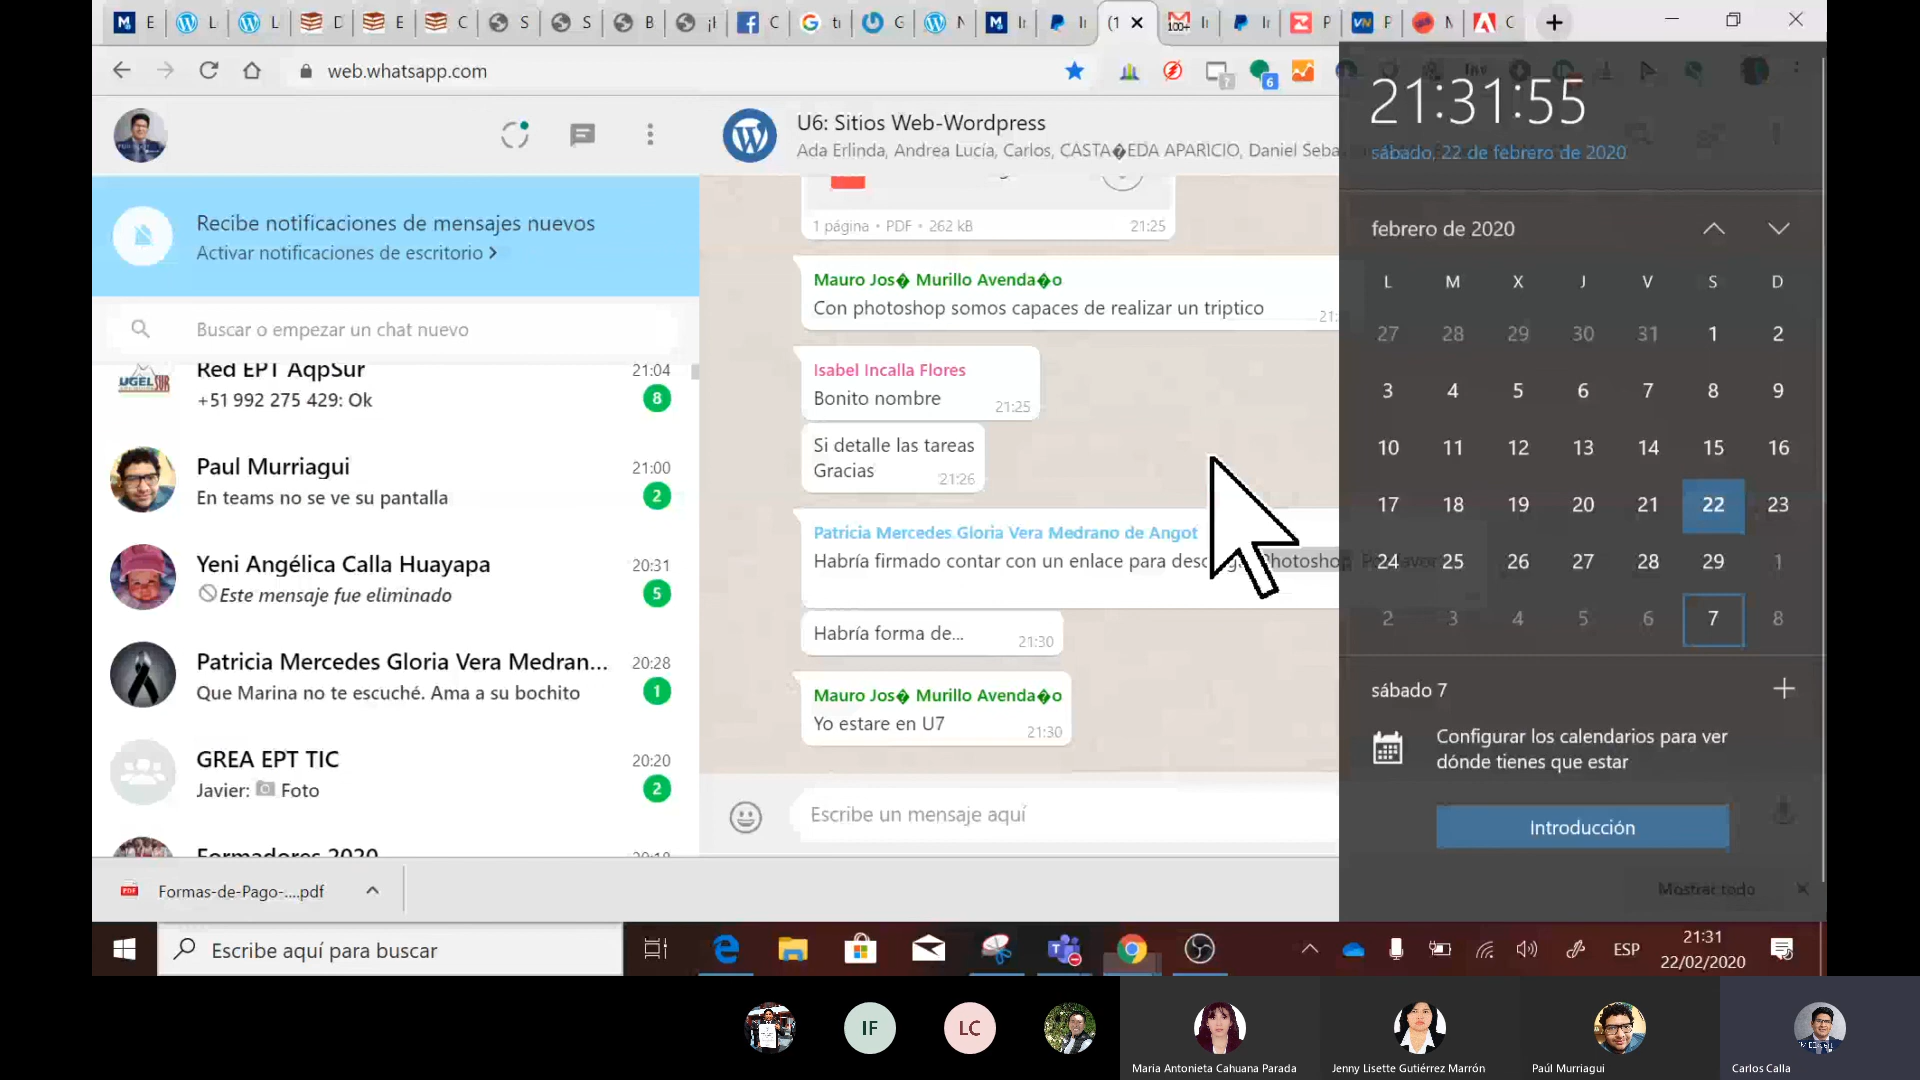 E
L
L
D
E
C
S
S
B
C
G
(1
web.whatsapp.com
U6: Sitios Web-Wordpress
Ada Erlinda, Andrea Lucía, Carlos, CASTA�EDA APARICIO, Daniel Seba
Recibe notificaciones de mensajes nuevos
Activar notificaciones de escritorio
Buscar o empezar un chat nuevo
Red EPT AqpSur
21:04
+51 992 275 429: Ok
8
Paul Murriagui
21:00
En teams no se ve su pantalla
2
Yeni Angélica Calla Huayapa
20:31
Este mensaje fue eliminado
5
Patricia Mercedes Gloria Vera Medran...
20:28
Que Marina no te escuché. Ama a su bochito
1
GREA EPT TIC
20:20
Javier: Foto
2
Formadores 2020
1 página • PDF • 262 kB
21:25
Mauro Jos� Murillo Avenda�o
Con photoshop somos capaces de realizar un triptico
21:
Isabel Incalla Flores
Bonito nombre
21:25
Si detalle las tareas
Gracias
21:26
Patricia Mercedes Gloria Vera Medrano de Angot
Habría firmado contar con un enlace para Photoshop
Habría forma de...
21:30
Mauro Jos� Murillo Avenda�o
Yo estare en U7
21:30
Escribe un mensaje aquí
21:31:55
sábado, 22 de febrero de 2020
febrero de 2020
L M X J V S D
27 28 29 30 31 1 2
3 4 5 6 7 8 9
10 11 12 13 14 15 16
17 18 19 20 21 22 23
24 25 26 27 28 29 1
2 3 4 5 6 7 8
sábado 7
Configurar los calendarios para ver
dónde tienes que estar
Introducción
Mostrar todo
Formas-de-Pago-....pdf
Escribe aquí para buscar
ESP
21:31
22/02/2020
IF
LC
Maria Antonieta Cahuana Parada
Jenny Lisette Gutiérrez Marrón
Paúl Murriagui
Carlos Calla